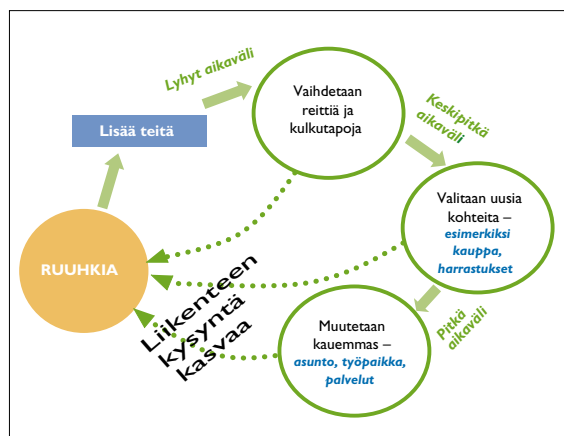 Lyhyt aikaväli
Vaihdetaan
reittiä ja
kulkutapoja
Keskipitkä
aikaväli
Lisää teitä
Valitaan uusia
kohteita –
esimerkiksi
kauppa,
harrastukset
RUUHKIA
Liikenteen
kysyntä
kasvaa
Pitkä
aikaväli
Muutetaan
kauemmas –
asunto, työpaikka,
palvelut